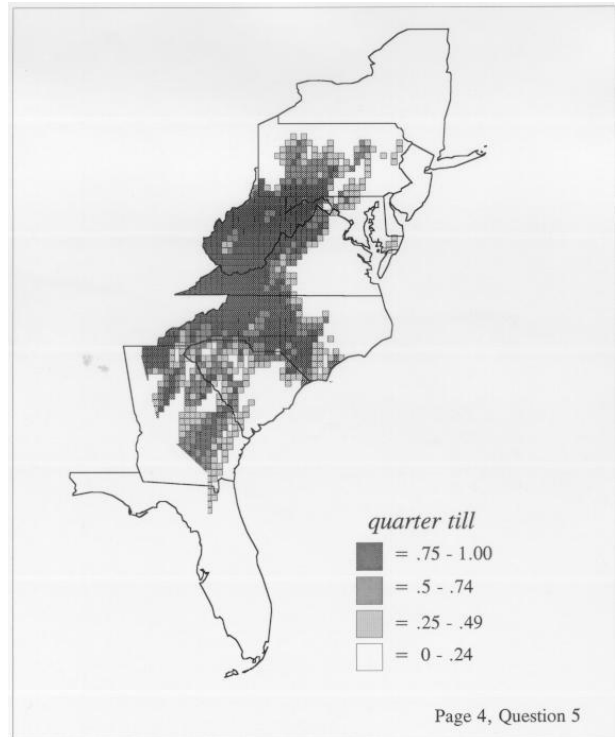 quarter till
= .75 - 1.00
= .5 - .74
= .25 - .49
= 0 - .24
Page 4, Question 5